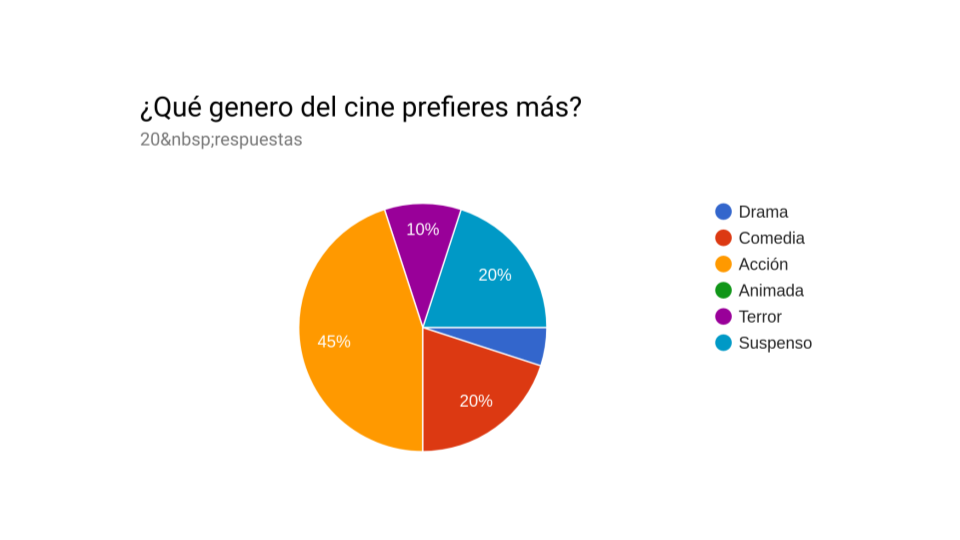 ¿Qué genero del cine prefieres más?
20&nbsp;respuestas
10%
20%
45%
20%
Drama
Comedia
Acción
Animada
Terror
Suspenso